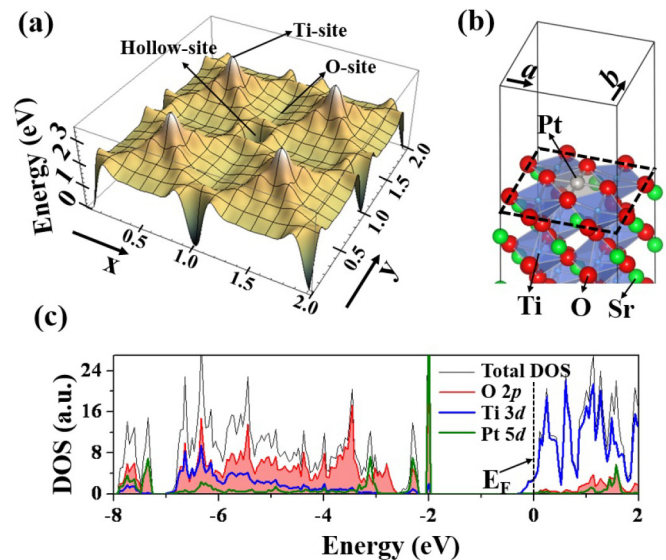 (a)
Ti-site
Hollow-site
O-site
Energy (eV)
3
2
1
0
x
0.5
1.0
1.5
2.0
y
0.5
1.0
1.5
2.0
(b)
a
b
Pt
Ti
O
Sr
(c)
DOS (a.u.)
24
16
8
0
Total DOS
O 2p
Ti 3d
Pt 5d
E_F
-8
-6
-4
-2
0
2
Energy (eV)